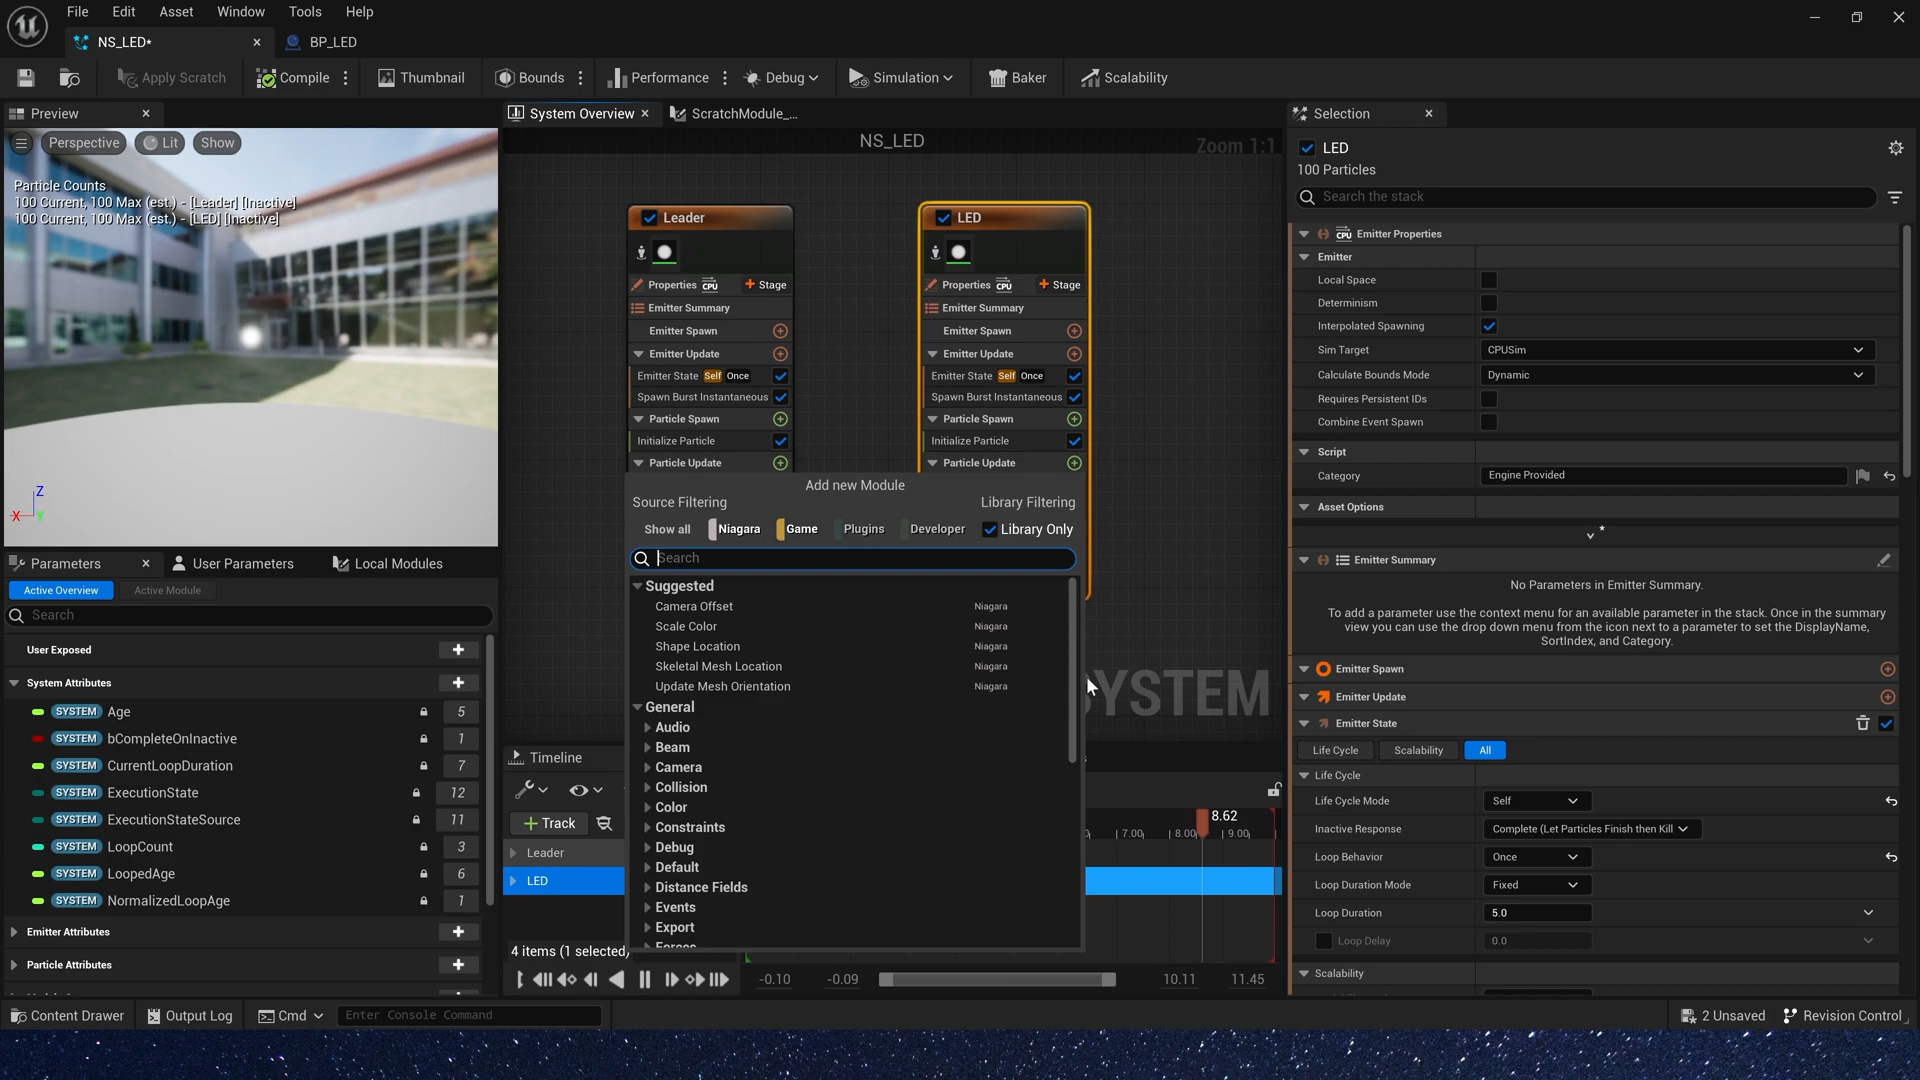 File Edit Asset Window Tools Help
NS_LED* BP_LED
Apply Scratch Compile Thumbnail Bounds Performance Debug Simulation Baker Scalability
Preview
System Overview ScratchModule_...
Selection
Perspective Lit Show
NS_LED
Zoom 1:1
Particle Counts
100 Current, 100 Max (est.) - [Leader] [Inactive]
100 Current, 100 Max (est.) - [LED] [Inactive]
Z
X Y
Leader
Properties CPU + Stage
Emitter Summary
Emitter Spawn
Emitter Update
Emitter State Self Once
Spawn Burst Instantaneous
Particle Spawn
Initialize Particle
Particle Update
LED
Properties CPU + Stage
Emitter Summary
Emitter Spawn
Emitter Update
Emitter State Self Once
Spawn Burst Instantaneous
Particle Spawn
Initialize Particle
Particle Update
SYSTEM
Add new Module
Source Filtering Library Filtering
Show all Niagara Game Plugins Developer Library Only
Search
Suggested
Camera Offset Niagara
Scale Color Niagara
Shape Location Niagara
Skeletal Mesh Location Niagara
Update Mesh Orientation Niagara
General
Audio
Beam
Camera
Collision
Color
Constraints
Debug
Default
Distance Fields
Events
Export
Forces
Parameters User Parameters Local Modules
Active Overview Active Module
Search
User Exposed
System Attributes
SYSTEM Age 5
SYSTEM bCompleteOnInactive 1
SYSTEM CurrentLoopDuration 7
SYSTEM ExecutionState 12
SYSTEM ExecutionStateSource 11
SYSTEM LoopCount 3
SYSTEM LoopedAge 6
SYSTEM NormalizedLoopAge 1
Emitter Attributes
Particle Attributes
Timeline
+ Track
8.62
7.00 8.00 9.00
Leader
LED
4 items (1 selected)
-0.10 -0.09 10.11 11.45
LED
100 Particles
Search the stack
CPU Emitter Properties
Emitter
Local Space
Determinism
Interpolated Spawning
Sim Target CPUSim
Calculate Bounds Mode Dynamic
Requires Persistent IDs
Combine Event Spawn
Script
Category Engine Provided
Asset Options
Emitter Summary
No Parameters in Emitter Summary.
To add a parameter use the context menu for an available parameter in the stack. Once in the summary
view you can use the drop down menu from the icon next to a parameter to set the DisplayName,
SortIndex, and Category.
Emitter Spawn
Emitter Update
Emitter State
Life Cycle Scalability All
Life Cycle
Life Cycle Mode Self
Inactive Response Complete (Let Particles Finish then Kill
Loop Behavior Once
Loop Duration Mode Fixed
Loop Duration 5.0
Loop Delay 0.0
Scalability
Content Drawer Output Log Cmd Enter Console Command 2 Unsaved Revision Control